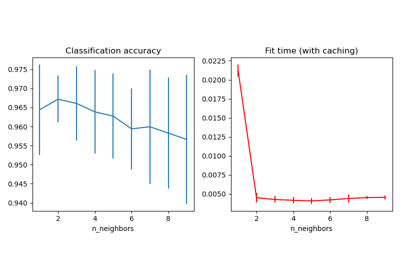 Classification accuracy
0.975
0.970
0.965
0.960
0.955
0.950
0.945
0.940
2 4 6 8
n_neighbors
Fit time (with caching)
0.0225
0.0200
0.0175
0.0150
0.0125
0.0100
0.0075
0.0050
2 4 6 8
n_neighbors